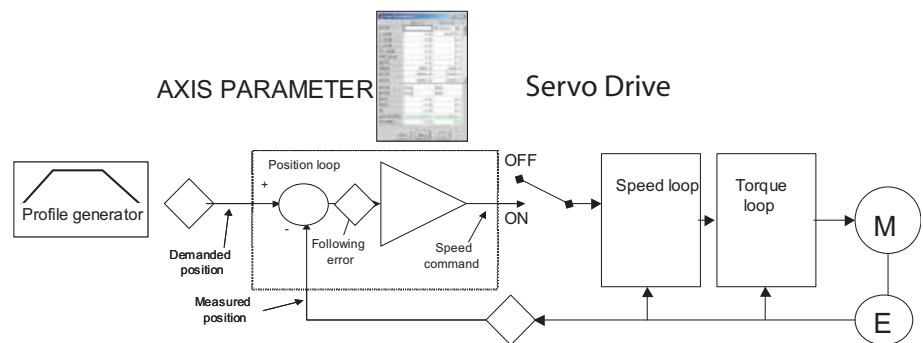 AXIS PARAMETER
Servo Drive
Profile generator
Demanded
position
Position loop
+
-
Following
error
Speed
command
Measured
position
OFF
ON
Speed loop
Torque
loop
M
E